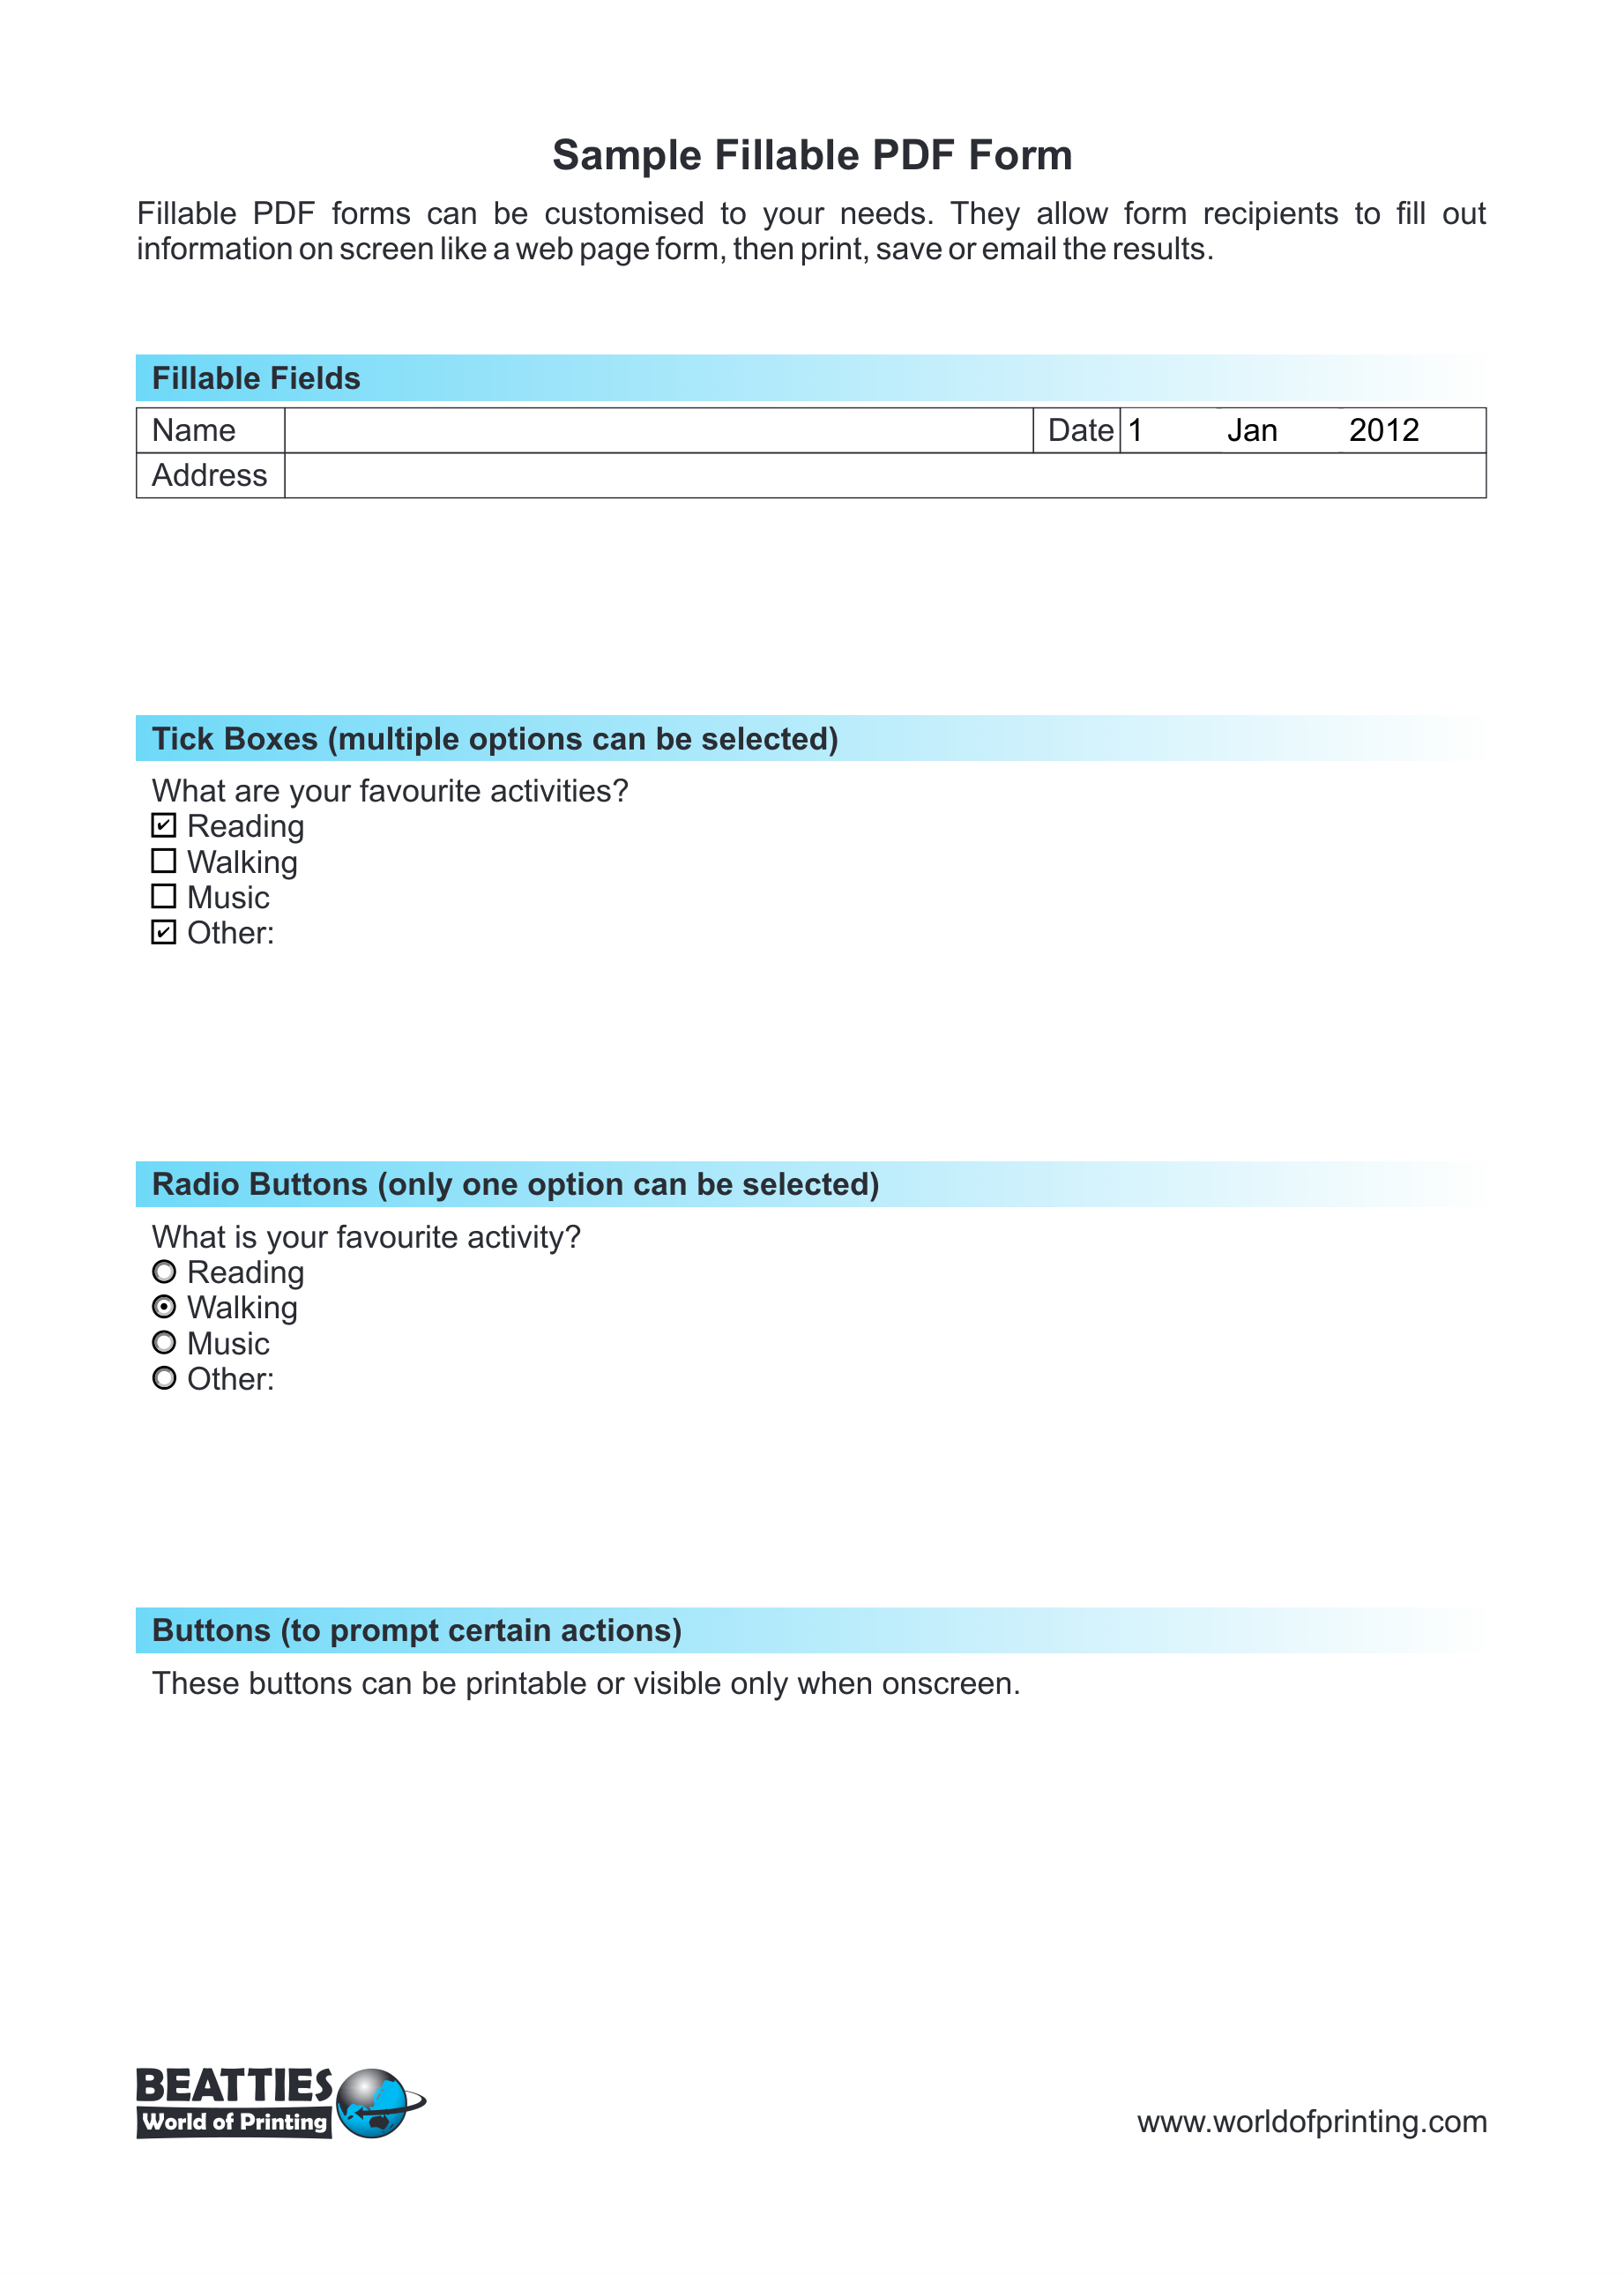 Sample Fillable PDF Form
Fillable PDF forms can be customised to your needs. They allow form recipients to fill out
information on screen like a web page form, then print, save or email the results.
Fillable Fields
Name Date 1 Jan 2012
Address
Tick Boxes (multiple options can be selected)
What are your favourite activities?
Reading
Walking
Music
Other:
Radio Buttons (only one option can be selected)
What is your favourite activity?
Reading
Walking
Music
Other:
Buttons (to prompt certain actions)
These buttons can be printable or visible only when onscreen.
BEATTIES
World of Printing
www.worldofprinting.com